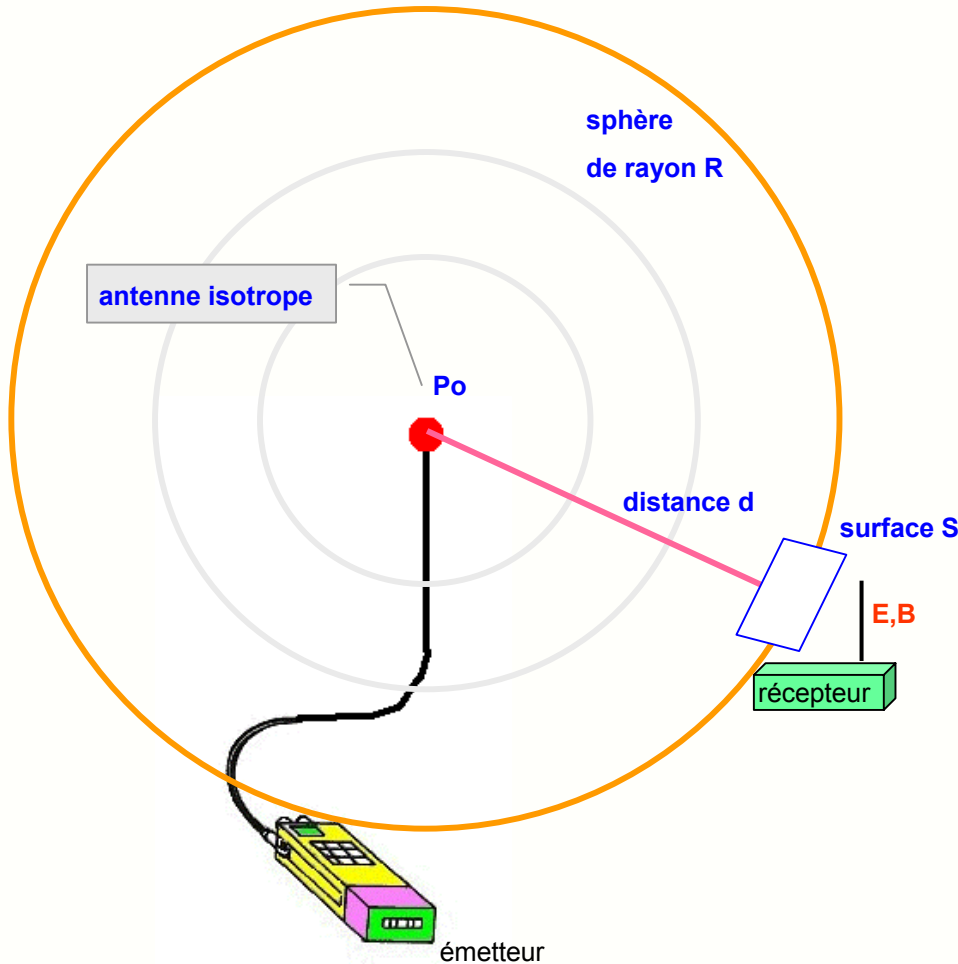 sphère
de rayon R
antenne isotrope
Po
distance d
surface S
E,B
récepteur
émetteur